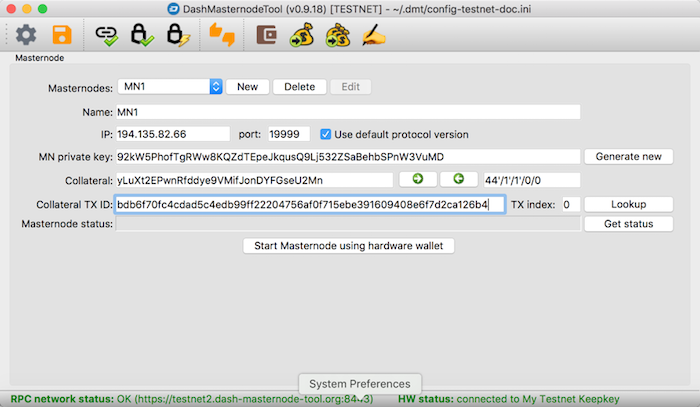 DashMasternodeTool (v0.9.18) [TESTNET] - ~/.dmt/config-testnet-doc.ini
Masternode
Masternodes: MN1 New Delete Edit
Name: MN1
IP: 194.135.82.66 port: 19999 Use default protocol version
MN private key: 92kW5PhofTgRWw8KQZdTEpeJkqusQ9Lj532ZSaBehbSPnW3VuMD Generate new
Collateral: yLuXt2EPwnRfddye9VMifJonDYFGseU2Mn 44'/1'/1'/0/0
Collateral TX ID: bdb6f70fc4cdad5c4edb99ff22204756af0f715ebe391609408e6f7d2ca126b4 TX index: 0 Lookup
Masternode status: Get status
Start Masternode using hardware wallet
System Preferences
RPC network status: OK (https://testnet2.dash-masternode-tool.org:8443) HW status: connected to My Testnet Keepkey